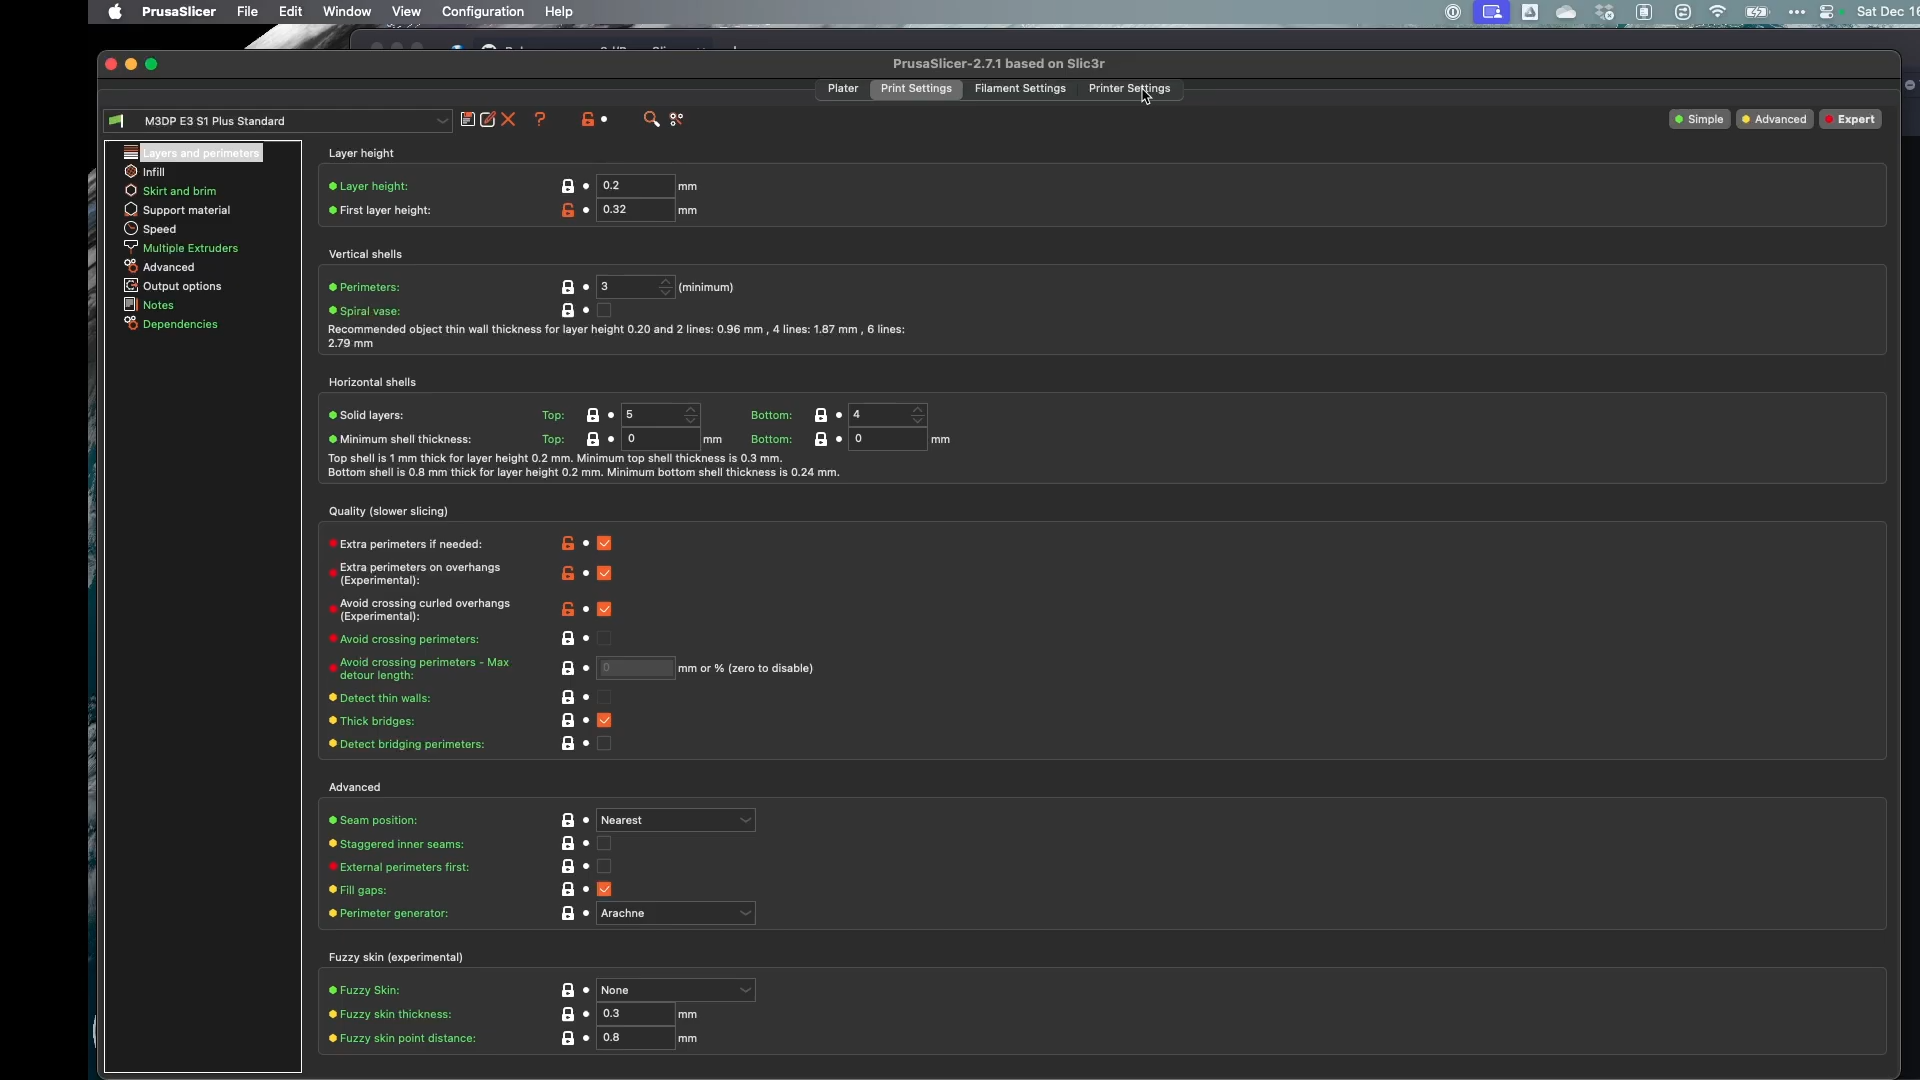 PrusaSlicer File Edit Window View Configuration Help Sat Dec 16
PrusaSlicer-2.7.1 based on Slic3r
Plater Print Settings Filament Settings Printer Settings
M3DP E3 S1 Plus Standard ? Simple Advanced Expert
Layers and perimeters
Infill
Skirt and brim
Support material
Speed
Multiple Extruders
Advanced
Output options
Notes
Dependencies
Layer height
Layer height: 0.2 mm
First layer height: 0.32 mm
Vertical shells
Perimeters: 3 (minimum)
Spiral vase:
Recommended object thin wall thickness for layer height 0.20 and 2 lines: 0.96 mm , 4 lines: 1.87 mm , 6 lines:
2.79 mm
Horizontal shells
Solid layers: Top: 5 Bottom: 4
Minimum shell thickness: Top: 0 mm Bottom: 0 mm
Top shell is 1 mm thick for layer height 0.2 mm. Minimum top shell thickness is 0.3 mm.
Bottom shell is 0.8 mm thick for layer height 0.2 mm. Minimum bottom shell thickness is 0.24 mm.
Quality (slower slicing)
Extra perimeters if needed:
Extra perimeters on overhangs
(Experimental):
Avoid crossing curled overhangs
(Experimental):
Avoid crossing perimeters:
Avoid crossing perimeters - Max
detour length: 0 mm or % (zero to disable)
Detect thin walls:
Thick bridges:
Detect bridging perimeters:
Advanced
Seam position: Nearest
Staggered inner seams:
External perimeters first:
Fill gaps:
Perimeter generator: Arachne
Fuzzy skin (experimental)
Fuzzy Skin: None
Fuzzy skin thickness: 0.3 mm
Fuzzy skin point distance: 0.8 mm